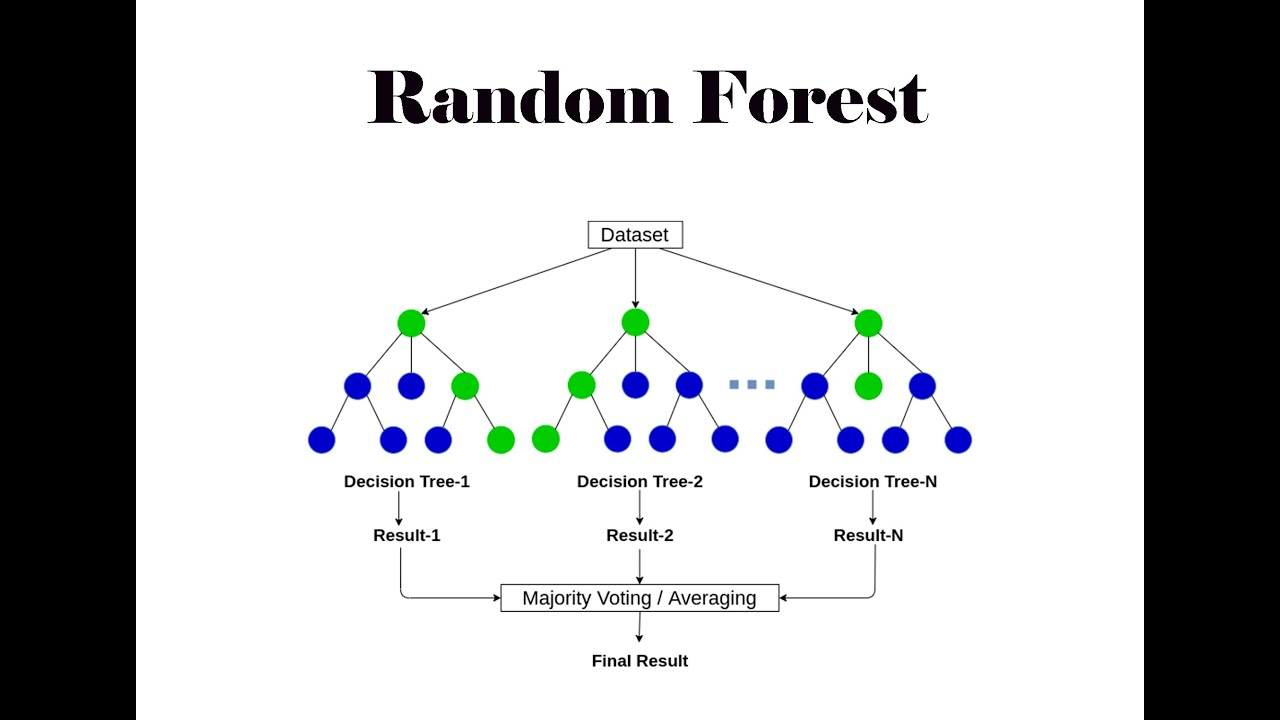 Random Forest
Dataset
Decision Tree-1
Decision Tree-2
Decision Tree-N
Result-1
Result-2
Result-N
Majority Voting / Averaging
Final Result